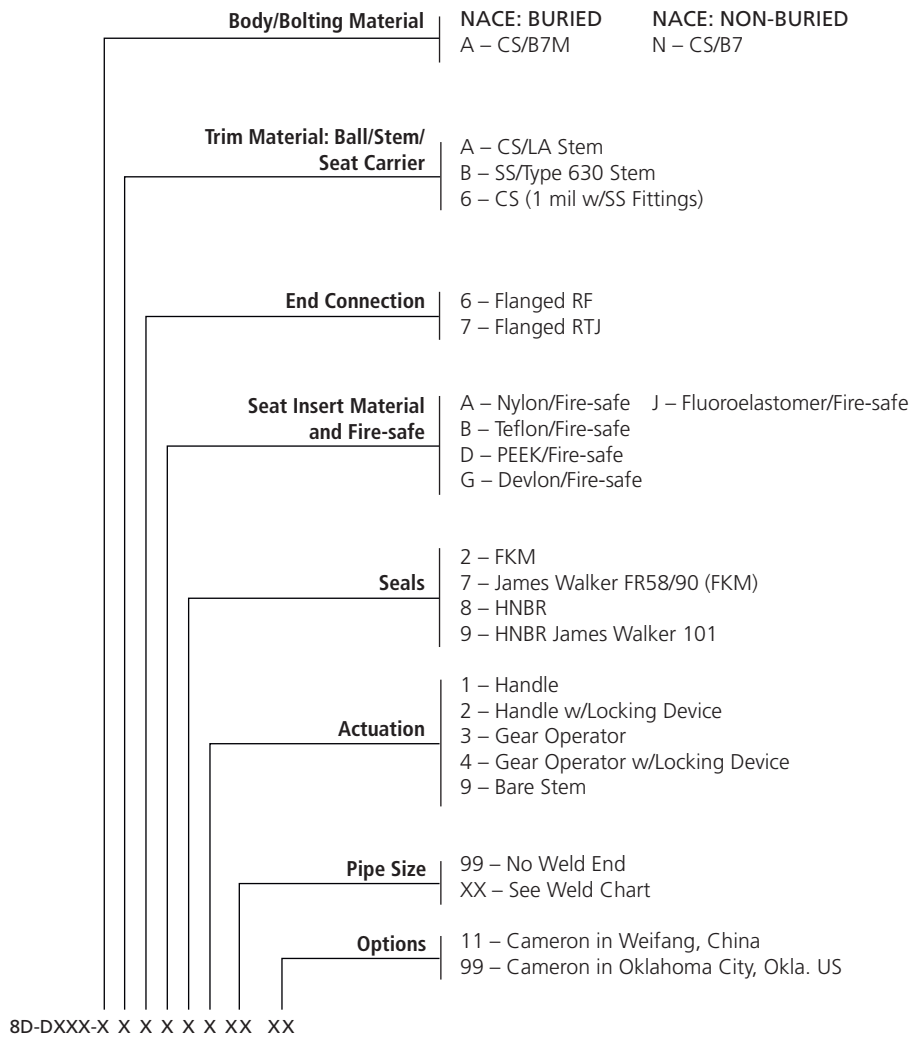 Body/Bolting Material
NACE: BURIED
A – CS/B7M
NACE: NON-BURIED
N – CS/B7
Trim Material: Ball/Stem/
Seat Carrier
A – CS/LA Stem
B – SS/Type 630 Stem
6 – CS (1 mil w/SS Fittings)
End Connection
6 – Flanged RF
7 – Flanged RTJ
Seat Insert Material
and Fire-safe
A – Nylon/Fire-safe
B – Teflon/Fire-safe
D – PEEK/Fire-safe
G – Devlon/Fire-safe
J – Fluoroelastomer/Fire-safe
Seals
2 – FKM
7 – James Walker FR58/90 (FKM)
8 – HNBR
9 – HNBR James Walker 101
Actuation
1 – Handle
2 – Handle w/Locking Device
3 – Gear Operator
4 – Gear Operator w/Locking Device
9 – Bare Stem
Pipe Size
99 – No Weld End
XX – See Weld Chart
Options
11 – Cameron in Weifang, China
99 – Cameron in Oklahoma City, Okla. US
8D-DXXX-X X X X X X XX XX